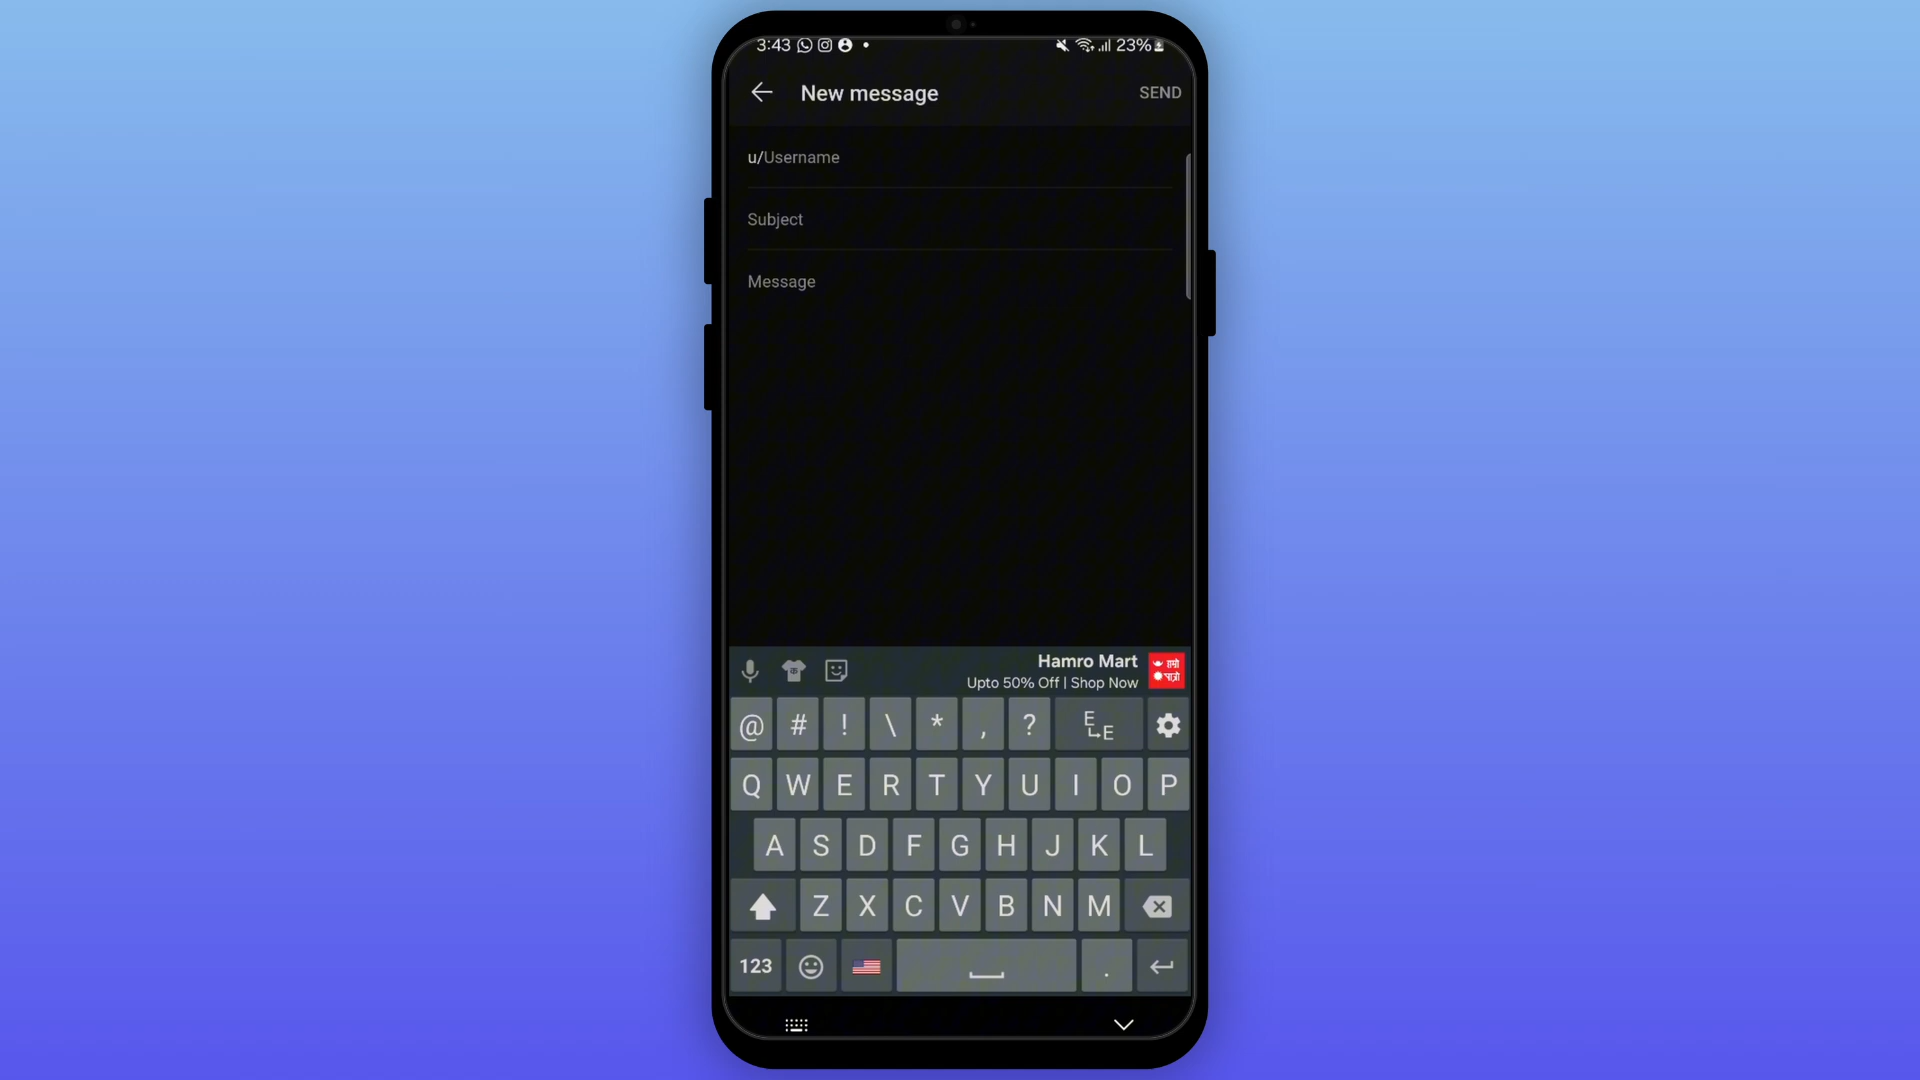 3:43 23%
New message SEND
u/Username
Subject
Message
Hamro Mart
Upto 50% Off | Shop Now
हाम्रो
पात्रो
@ # ! \ * , ? E E
Q W E R T Y U I O P
A S D F G H J K L
Z X C V B N M
123 .